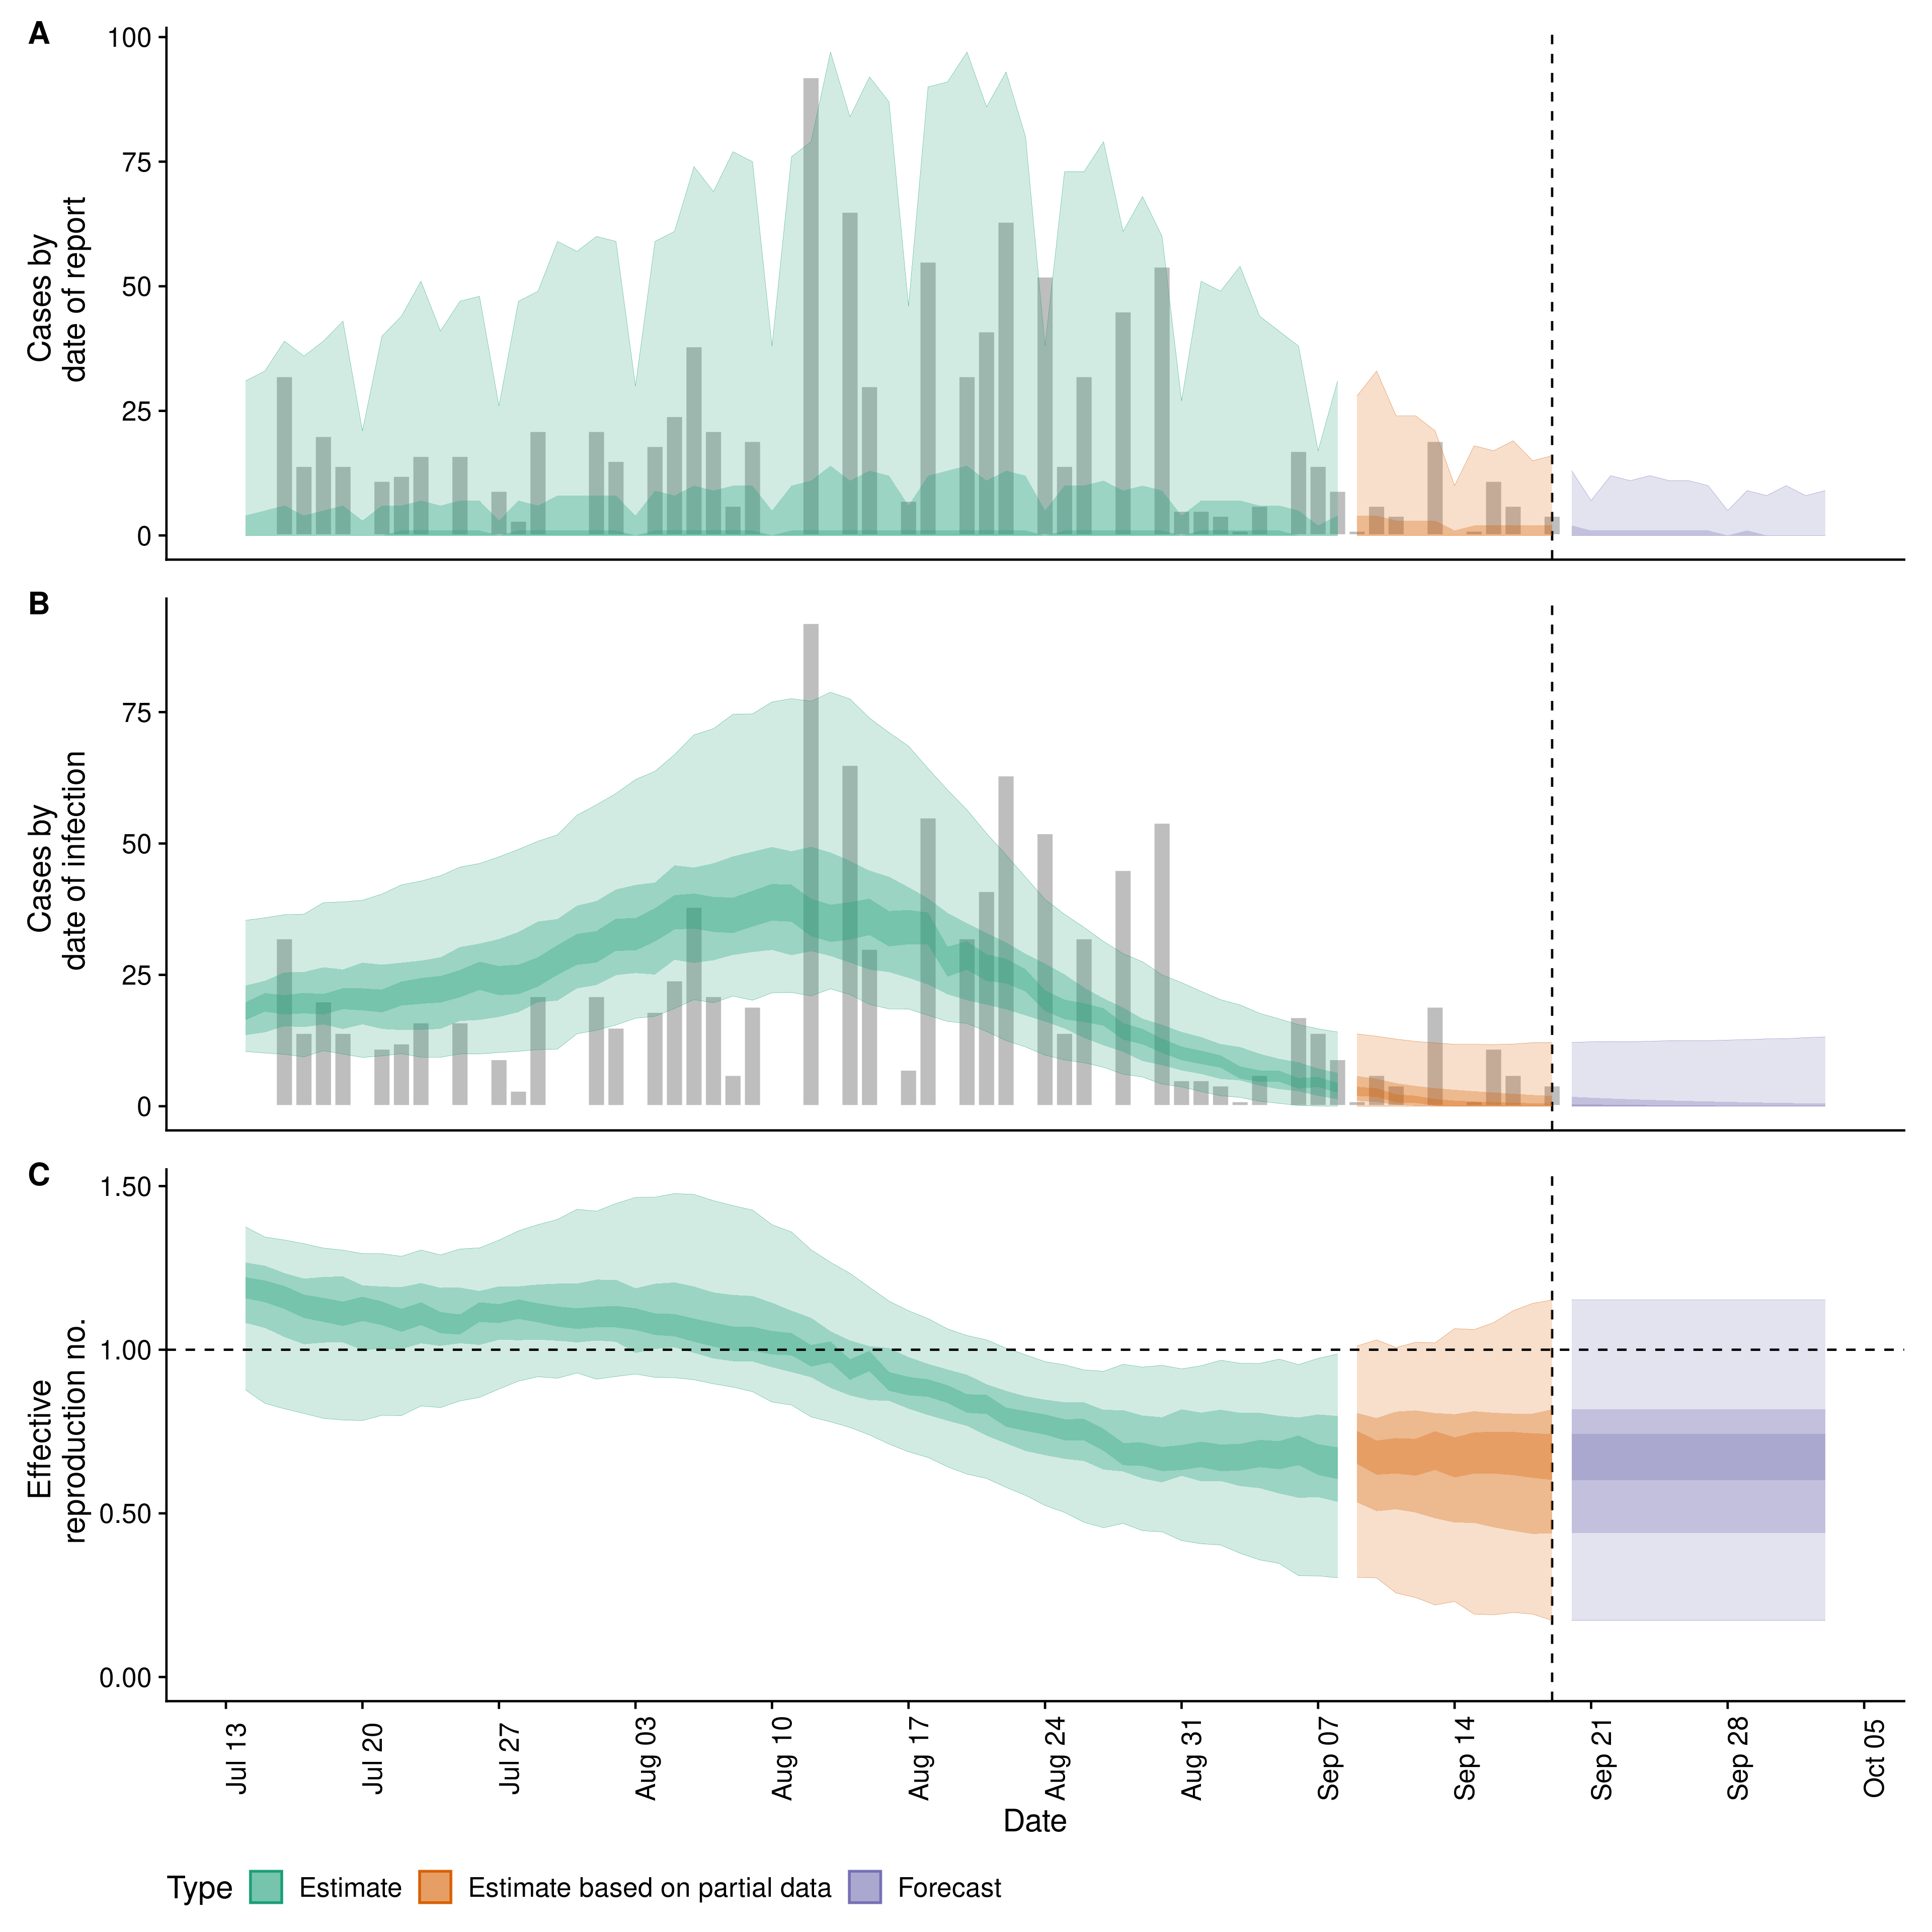 A
Cases by
date of report
100
75
50
25
0
B
Cases by
date of infection
75
50
25
0
C
Effective
reproduction no.
1.50
1.00
0.50
0.00
Jul 13
Jul 20
Jul 27
Aug 03
Aug 10
Aug 17
Aug 24
Aug 31
Sep 07
Sep 14
Sep 21
Sep 28
Oct 05
Date
Type
Estimate
Estimate based on partial data
Forecast